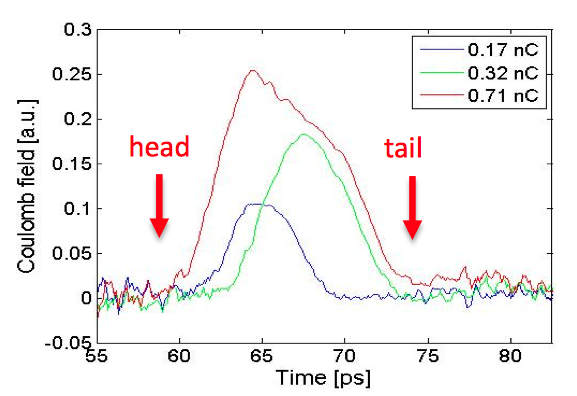 0.3
0.25
0.2
0.15
0.1
0.05
0
-0.05
Coulomb field [a.u.]
0.17 nC
0.32 nC
0.71 nC
head
tail
55 60 65 70 75 80
Time [ps]